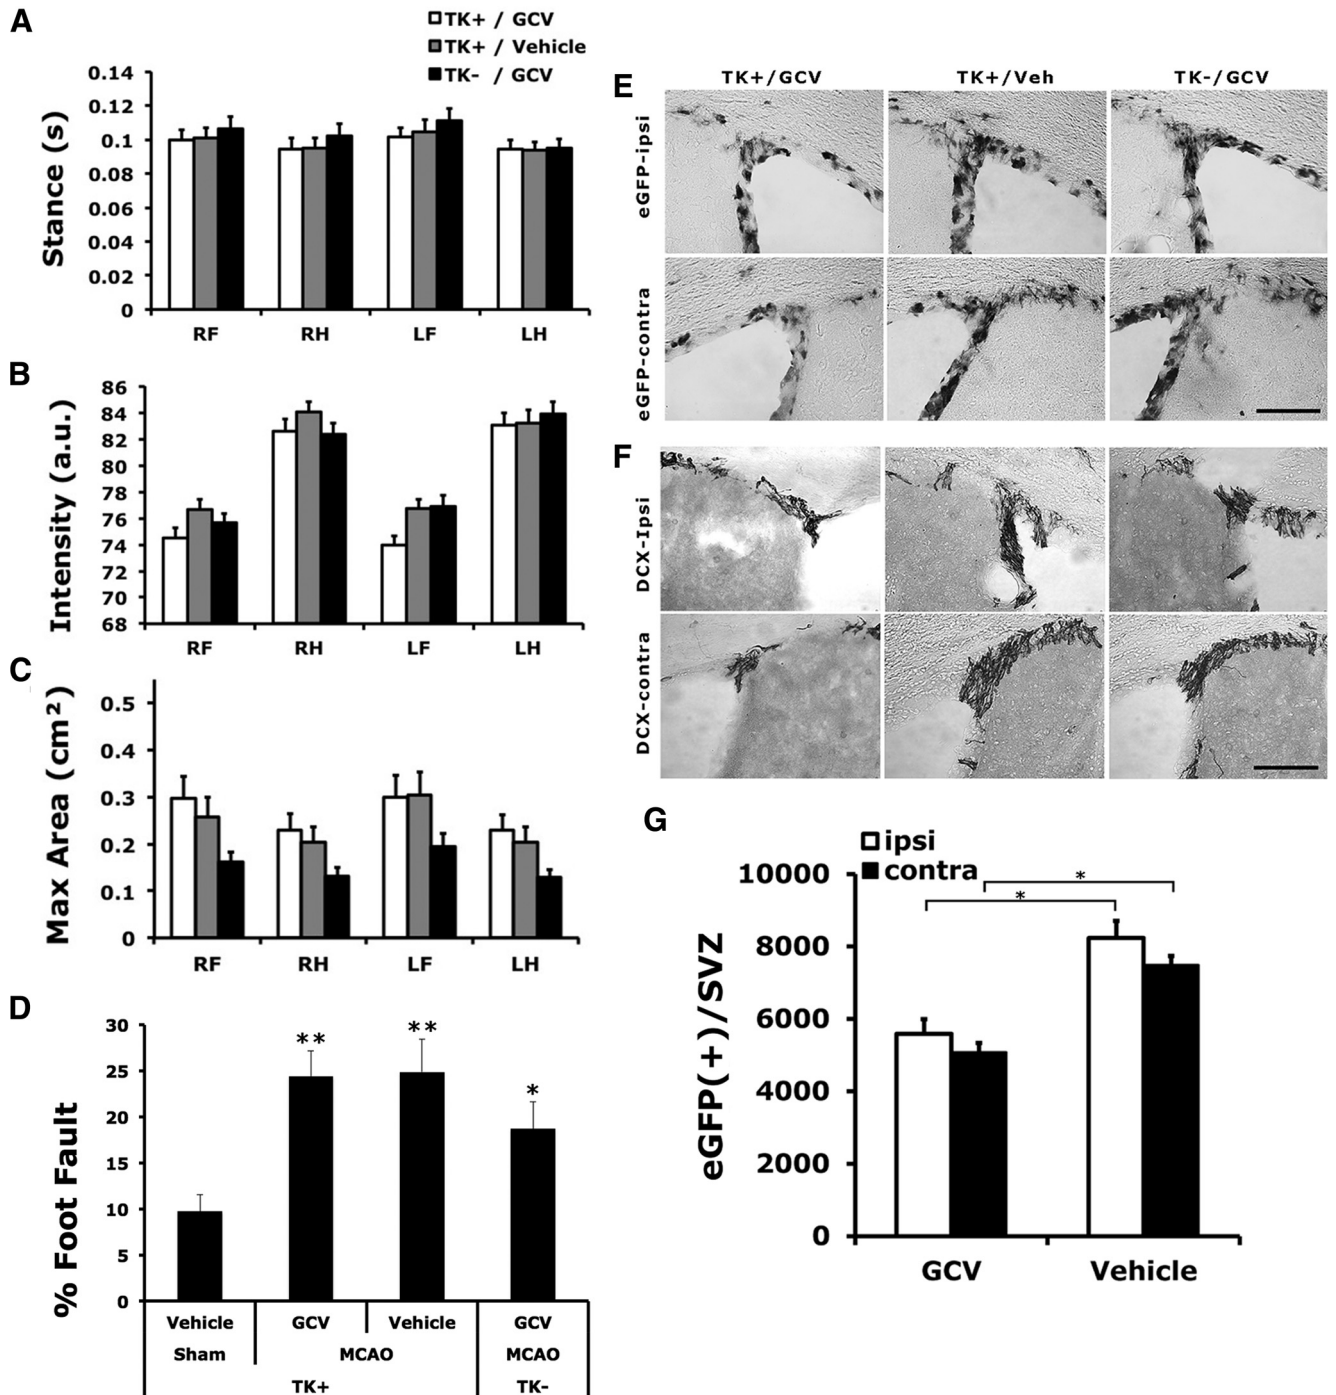 A
TK+ / GCV
TK+ / Vehicle
TK- / GCV
Stance (s)
0.14
0.12
0.1
0.08
0.06
0.04
0.02
0
RF RH LF LH
B
Intensity (a.u.)
86
84
82
80
78
76
74
72
70
68
RF RH LF LH
C
Max Area (cm²)
0.5
0.4
0.3
0.2
0.1
0
RF RH LF LH
D
% Foot Fault
30
25
20
15
10
5
0
** ** *
Vehicle GCV Vehicle GCV
Sham MCAO MCAO
TK+ TK-
E
TK+/GCV TK+/Veh TK-/GCV
eGFP-ipsi
eGFP-contra
F
DCX-Ipsi
DCX-contra
G
ipsi
contra
eGFP(+)/SVZ
10000
8000
6000
4000
2000
0
* *
GCV Vehicle